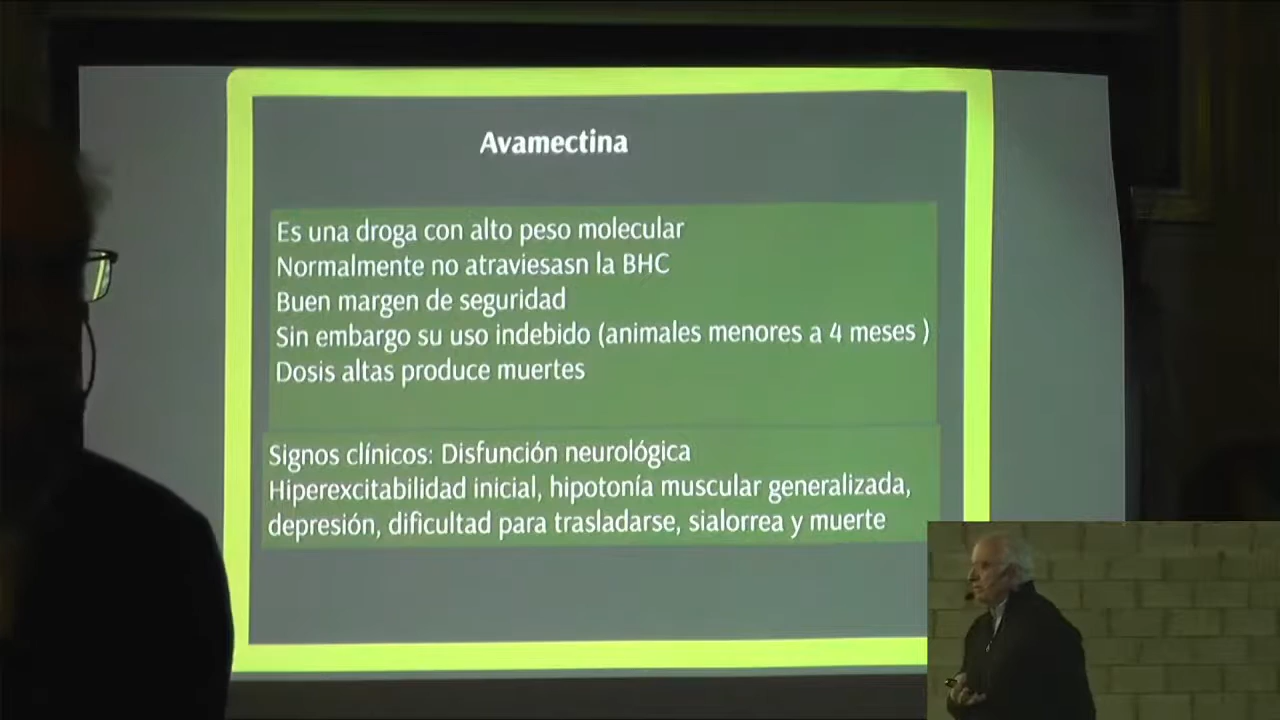 Avamectina
Es una droga con alto peso molecular
Normalmente no atraviesasn la BHC
Buen margen de seguridad
Sin embargo su uso indebido (animales menores a 4 meses )
Dosis altas produce muertes
Signos clínicos: Disfunción neurológica
Hiperexcitabilidad inicial, hipotonía muscular generalizada,
depresión, dificultad para trasladarse, sialorrea y muerte